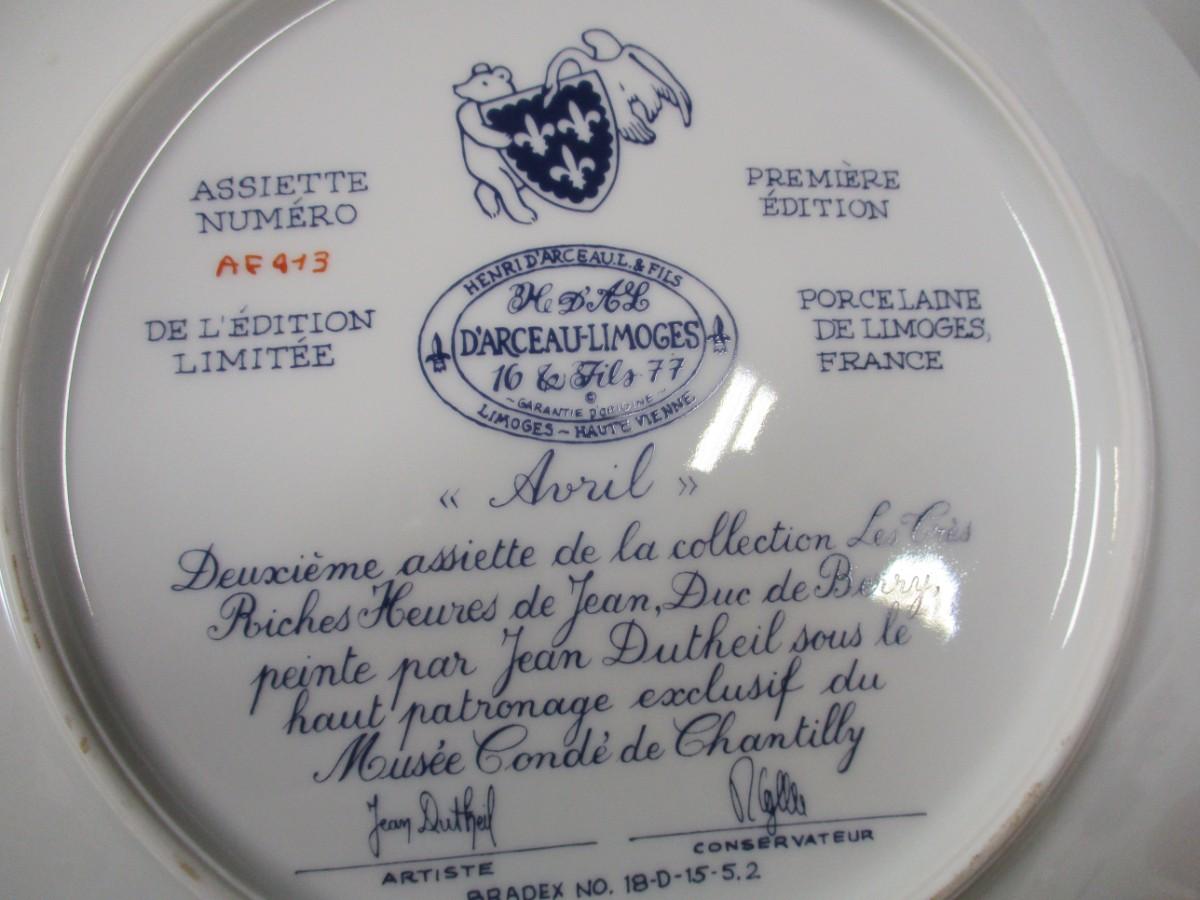 ASSIETTE
NUMÉRO
AF 913
DE L'ÉDITION
LIMITÉE
PREMIÈRE
ÉDITION
PORCELAINE
DE LIMOGES,
FRANCE
HENRI D'ARCEAU.L. & FILS
H D'AL
D'ARCEAU-LIMOGES
16 & Fils 77
©
~GARANTIE D'ORIGINE~
LIMOGES ~ HAUTE VIENNE
« Avril »
Deuxième assiette de la collection Les Très
Riches Heures de Jean, Duc de Berry,
peinte par Jean Dutheil sous le
haut patronage exclusif du
Musée Condé de Chantilly
Jean Dutheil
ARTISTE
CONSERVATEUR
BRADEX NO. 18-D-15-5.2